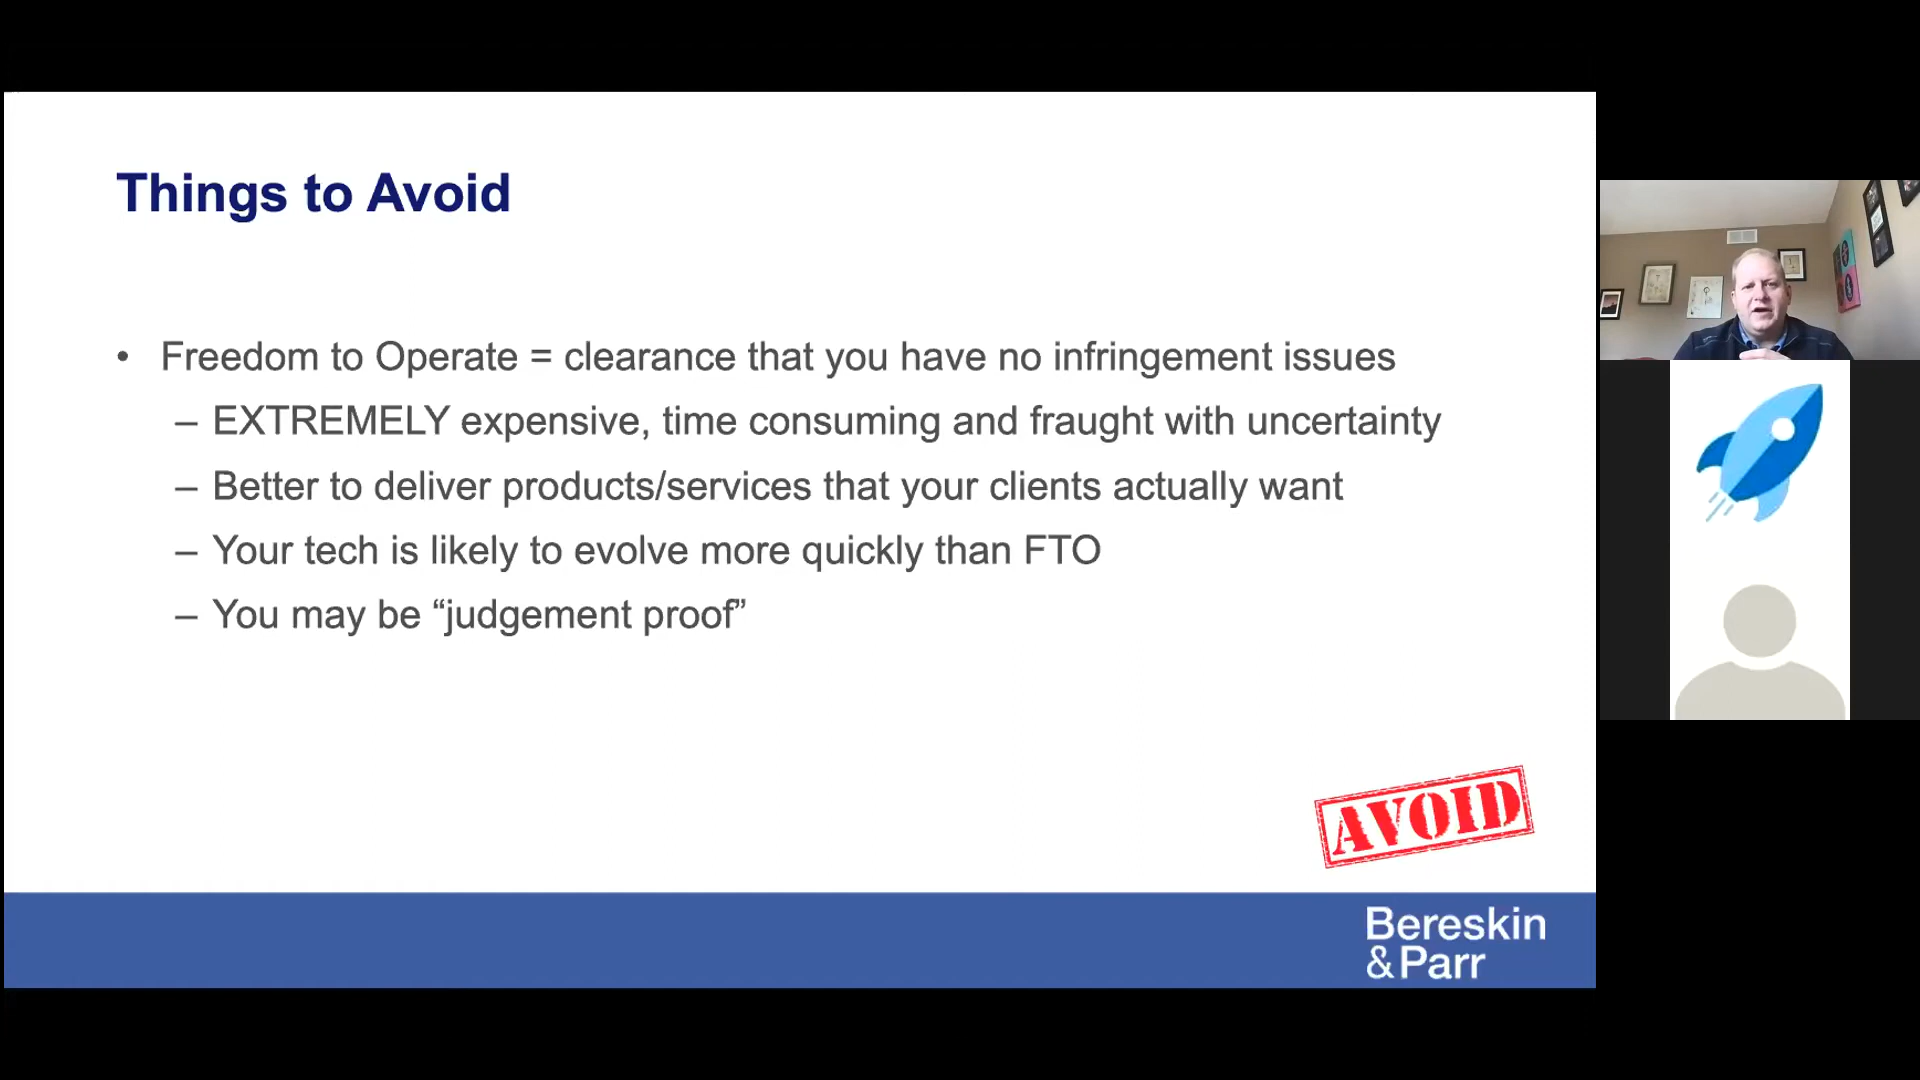 Things to Avoid
• Freedom to Operate = clearance that you have no infringement issues
– EXTREMELY expensive, time consuming and fraught with uncertainty
– Better to deliver products/services that your clients actually want
– Your tech is likely to evolve more quickly than FTO
– You may be “judgement proof”
AVOID
Bereskin
& Parr